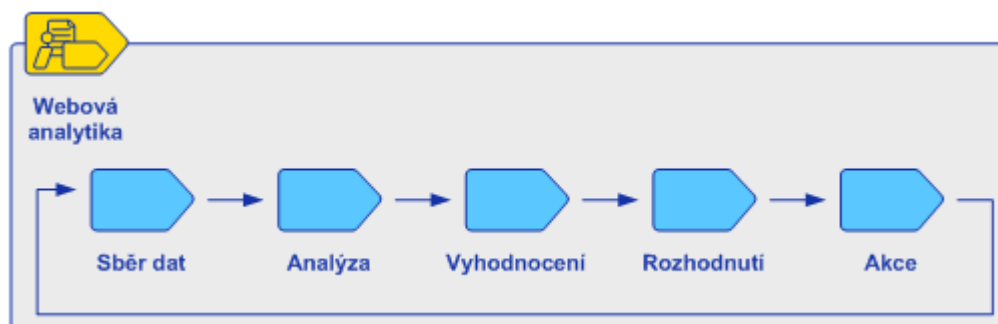 Webová
analytika
Sběr dat
Analýza
Vyhodnocení
Rozhodnutí
Akce